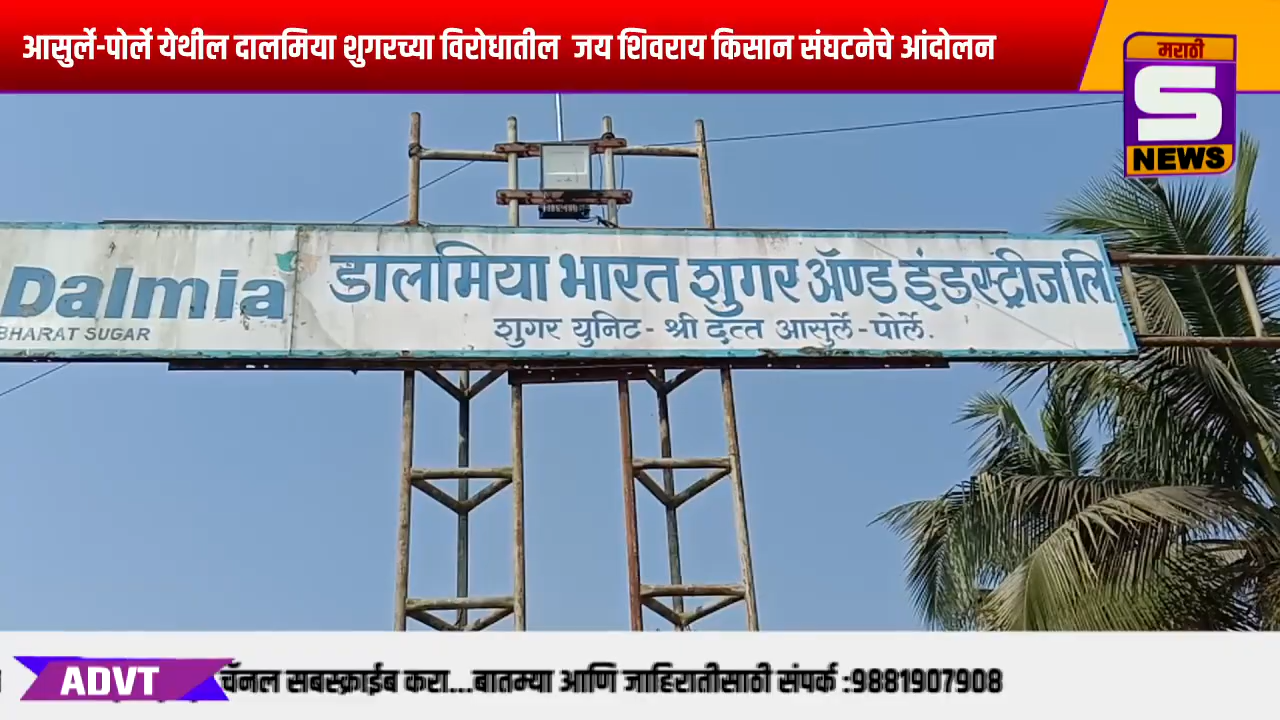 आसुर्ले-पोर्ले येथील दालमिया शुगरच्या विरोधातील जय शिवराय किसान संघटनेचे आंदोलन
मराठी
S
NEWS
Dalmia
BHARAT SUGAR
डालमिया भारत शुगर ॲण्ड इंडस्ट्रीज लि
शुगर युनिट - श्री दत्त आसुर्ले - पोर्ले.
ADVT
चॅनल सबस्क्राईब करा...बातम्या आणि जाहिरातीसाठी संपर्क :9881907908